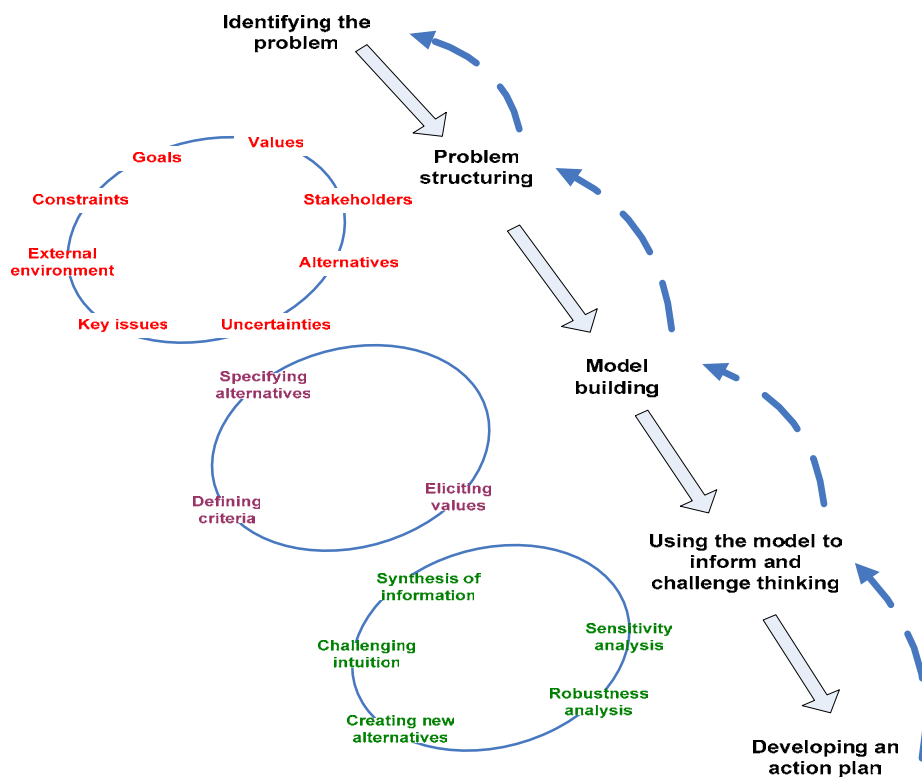 Identifying the
problem
Problem
structuring
Model
building
Using the model to
inform and
challenge thinking
Developing an
action plan
Values
Goals
Constraints
Stakeholders
External
environment
Alternatives
Key issues
Uncertainties
Specifying
alternatives
Defining
criteria
Eliciting
values
Synthesis of
information
Challenging
intuition
Sensitivity
analysis
Robustness
analysis
Creating new
alternatives